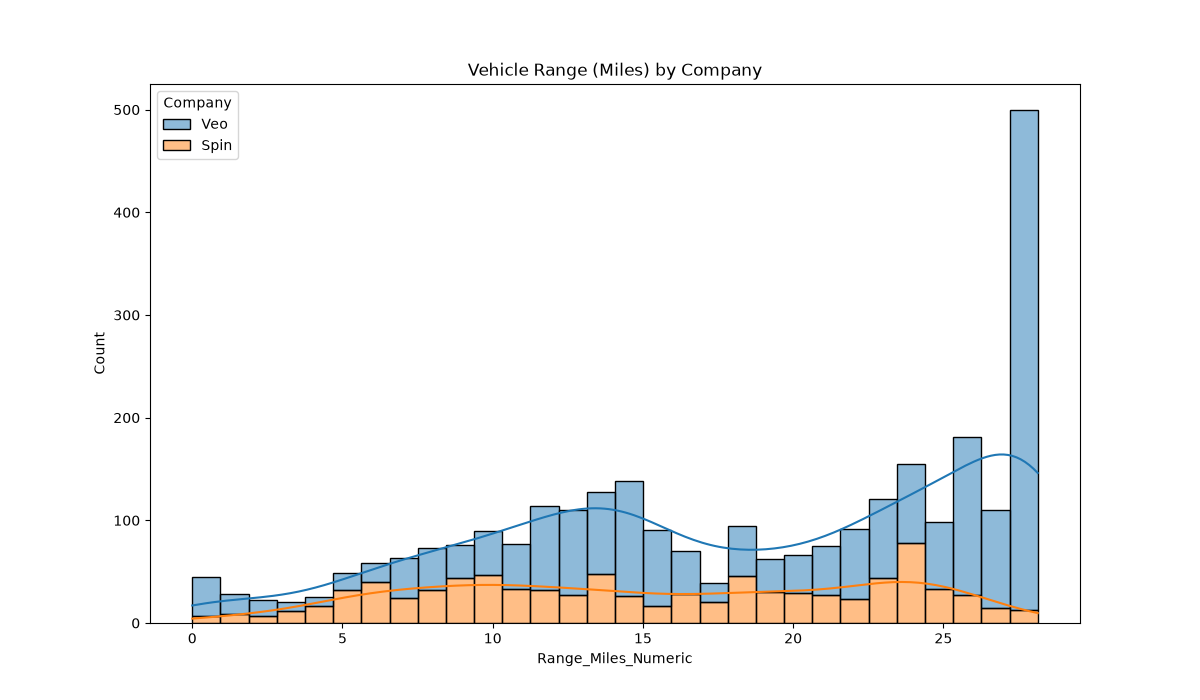 Vehicle Range (Miles) by Company
Company
Veo
Spin
500
400
300
200
100
0
Count
0 5 10 15 20 25
Range_Miles_Numeric